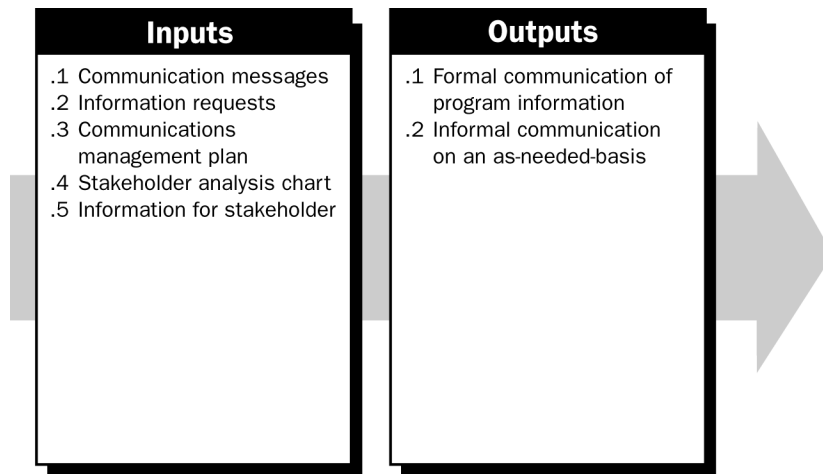 Inputs
.1 Communication messages
.2 Information requests
.3 Communications
management plan
.4 Stakeholder analysis chart
.5 Information for stakeholder
Outputs
.1 Formal communication of
program information
.2 Informal communication
on an as-needed-basis